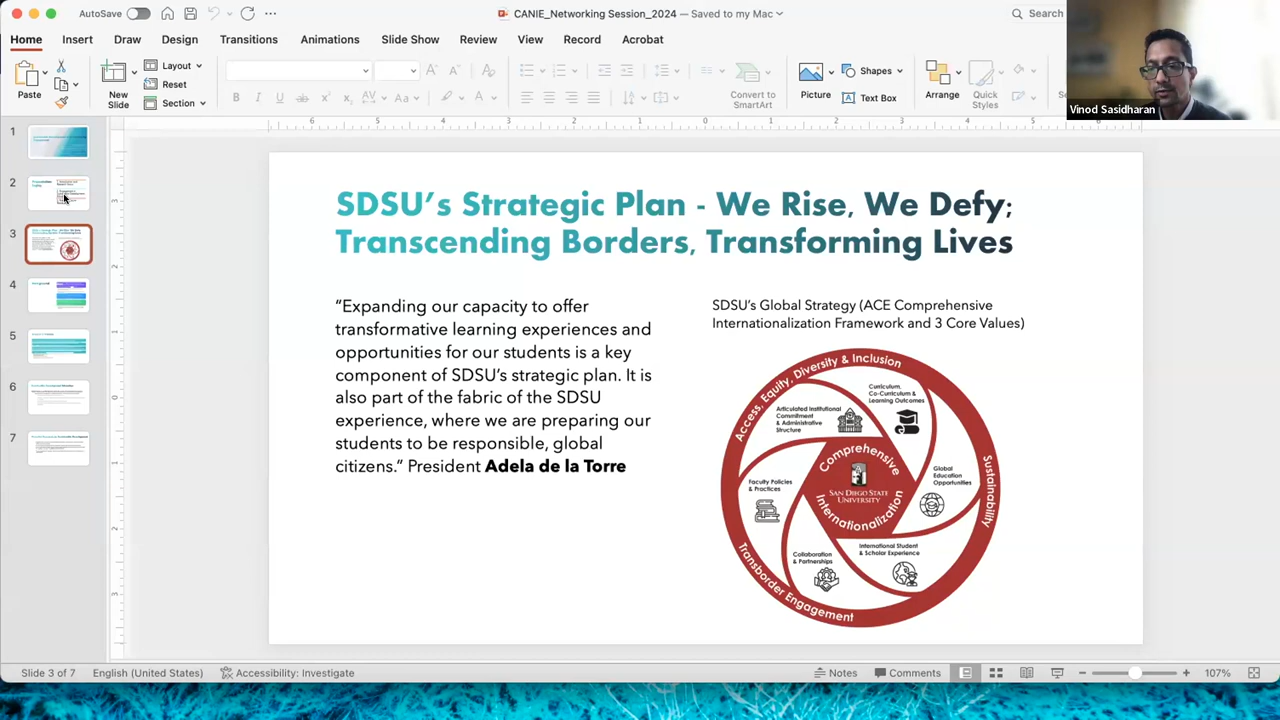 AutoSave
CANIE_Networking Session_2024 — Saved to my Mac
Search
Home Insert Draw Design Transitions Animations Slide Show Review View Record Acrobat
Paste
New Slide
Layout
Reset
Section
Convert to SmartArt
Picture
Shapes
Text Box
Arrange
Quick Styles
Vinod Sasidharan
1
2
3
4
5
6
7
SDSU's Strategic Plan - We Rise, We Defy;
Transcending Borders, Transforming Lives
“Expanding our capacity to offer
transformative learning experiences and
opportunities for our students is a key
component of SDSU's strategic plan. It is
also part of the fabric of the SDSU
experience, where we are preparing our
students to be responsible, global
citizens.” President Adela de la Torre
SDSU's Global Strategy (ACE Comprehensive
Internationalization Framework and 3 Core Values)
Access, Equity, Diversity & Inclusion
Sustainability
Transborder Engagement
Articulated Institutional
Commitment
& Administrative
Structure
Curriculum,
Co-Curriculum &
Learning Outcomes
Global
Education
Opportunities
International Student
& Scholar Experience
Collaboration
& Partnerships
Faculty Policies
& Practices
Comprehensive
SAN DIEGO STATE
UNIVERSITY
Internationalization
Slide 3 of 7
English (United States)
Accessibility: Investigate
Notes
Comments
107%